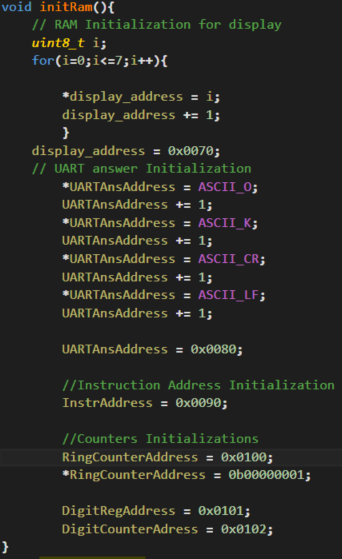 void initRam(){
// RAM Initialization for display
uint8_t i;
for(i=0;i<=7;i++){
*display_address = i;
display_address += 1;
}
display_address = 0x0070;
// UART answer Initialization
*UARTAnsAddress = ASCII_O;
UARTAnsAddress += 1;
*UARTAnsAddress = ASCII_K;
UARTAnsAddress += 1;
*UARTAnsAddress = ASCII_CR;
UARTAnsAddress += 1;
*UARTAnsAddress = ASCII_LF;
UARTAnsAddress += 1;
UARTAnsAddress = 0x0080;
//Instruction Address Initialization
InstrAddress = 0x0090;
//Counters Initializations
RingCounterAddress = 0x0100;
*RingCounterAddress = 0b00000001;
DigitRegAddress = 0x0101;
DigitCounterAdress = 0x0102;
}